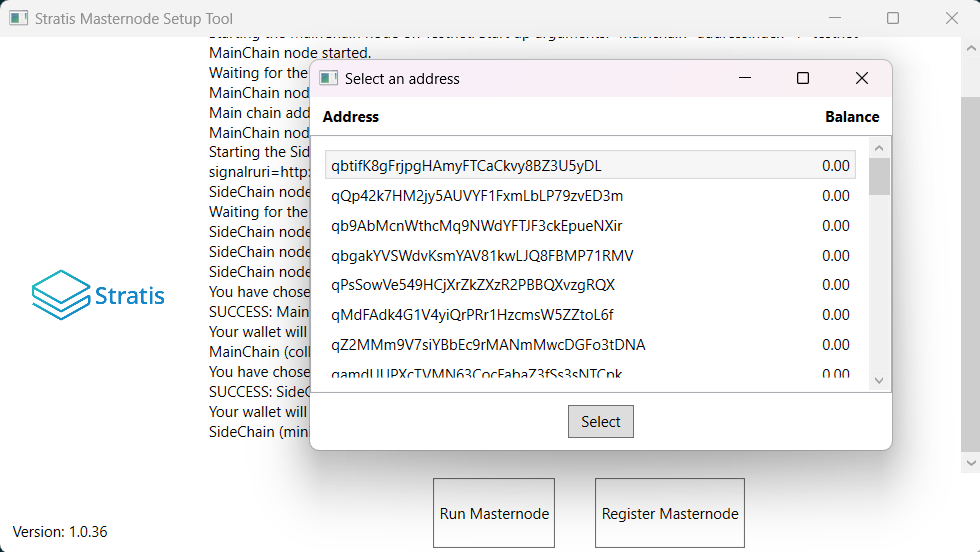 Stratis Masternode Setup Tool
MainChain node started.
Waiting for the
MainChain nod
Main chain add
MainChain nod
Starting the Sid
signalruri=http:
SideChain node
Waiting for the
SideChain node
SideChain node
SideChain node
You have chose
SUCCESS: Main
Your wallet will
MainChain (coll
You have chose
SUCCESS: SideC
Your wallet will
SideChain (mini
Stratis
Select an address
Address Balance
qbtifK8gFrjpgHAmyFTCaCkvy8BZ3U5yDL 0.00
qQp42k7HM2jy5AUVYF1FxmLbLP79zvED3m 0.00
qb9AbMcnWthcMq9NWdYFTJF3ckEpueNXir 0.00
qbgakYVSWdvKsmYAV81kwLJQ8FBMP71RMV 0.00
qPsSowVe549HCjXrZkZXzR2PBBQXvzgRQX 0.00
qMdFAdk4G1V4yiQrPRr1HzcmsW5ZZtoL6f 0.00
qZ2MMm9V7siYBbEc9rMANmMwcDGFo3tDNA 0.00
0.00
Select
Run Masternode
Register Masternode
Version: 1.0.36